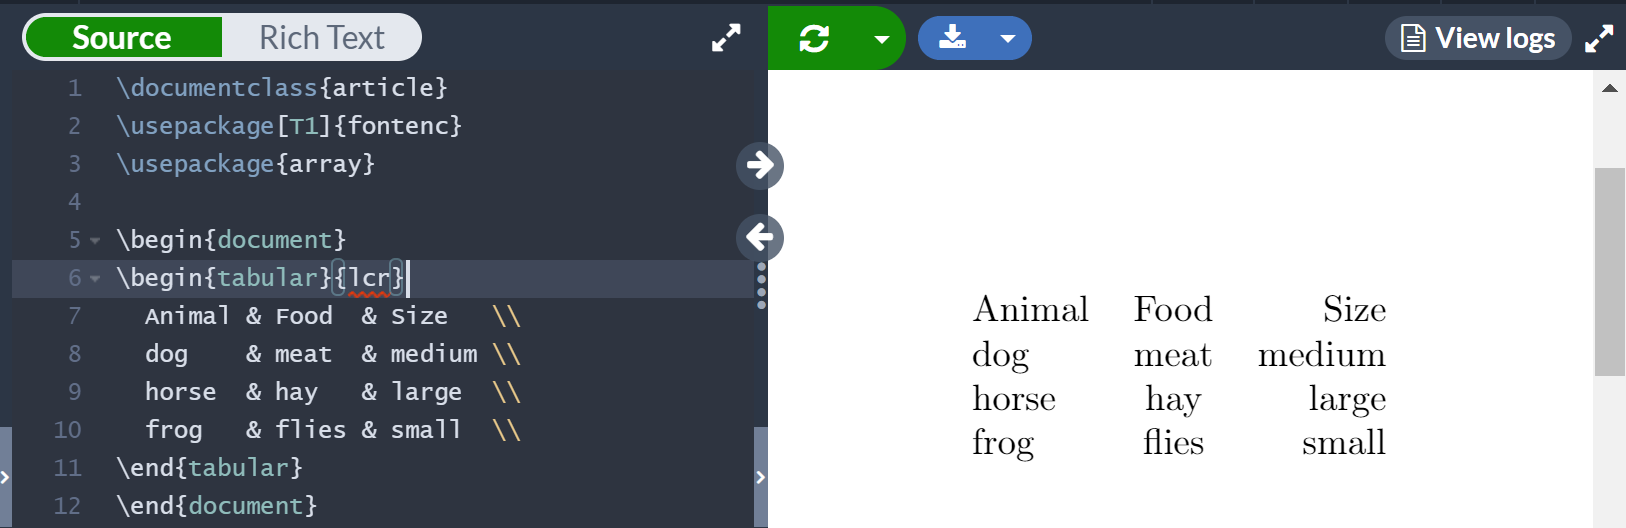 Source Rich Text
View logs
1 \documentclass{article}
2 \usepackage[T1]{fontenc}
3 \usepackage{array}
4
5 \begin{document}
6 \begin{tabular}{lcr}
7 Animal & Food & Size \\
8 dog & meat & medium \\
9 horse & hay & large \\
10 frog & flies & small \\
11 \end{tabular}
12 \end{document}
Animal Food Size
dog meat medium
horse hay large
frog flies small